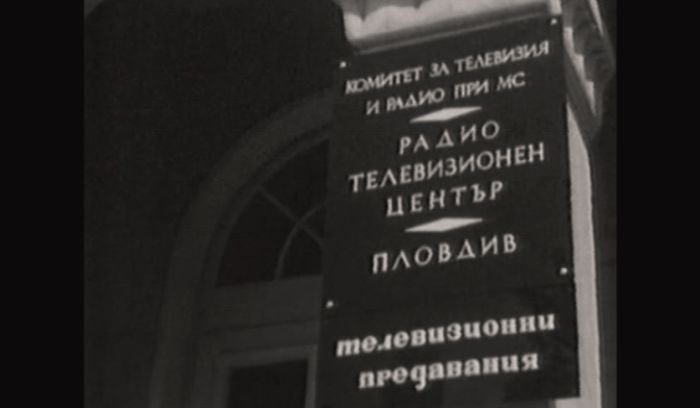 КОМИТЕТ ЗА ТЕЛЕВИЗИЯ
И РАДИО ПРИ МС
РАДИО
ТЕЛЕВИЗИОНЕН
ЦЕНТЪР
ПЛОВДИВ
телевизионни
предавания